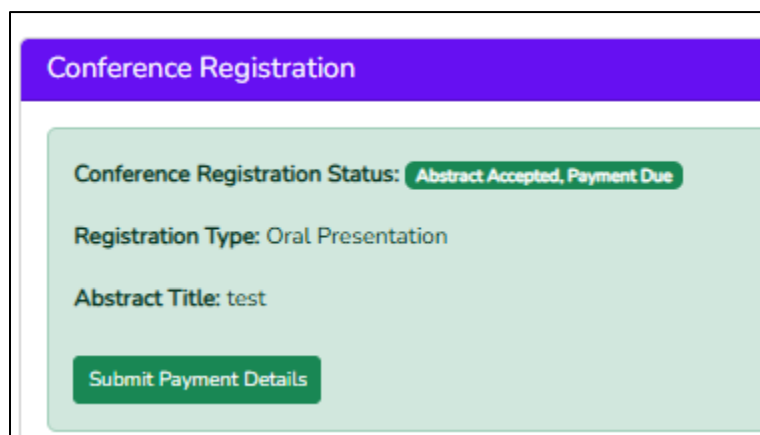 Conference Registration
Conference Registration Status: Abstract Accepted, Payment Due
Registration Type: Oral Presentation
Abstract Title: test
Submit Payment Details